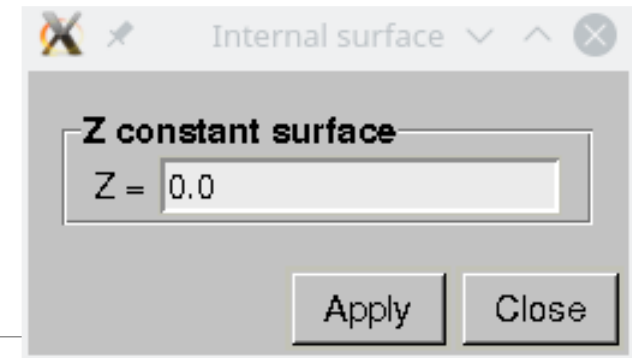 Internal surface
Z constant surface
Z = 0.0
Apply Close